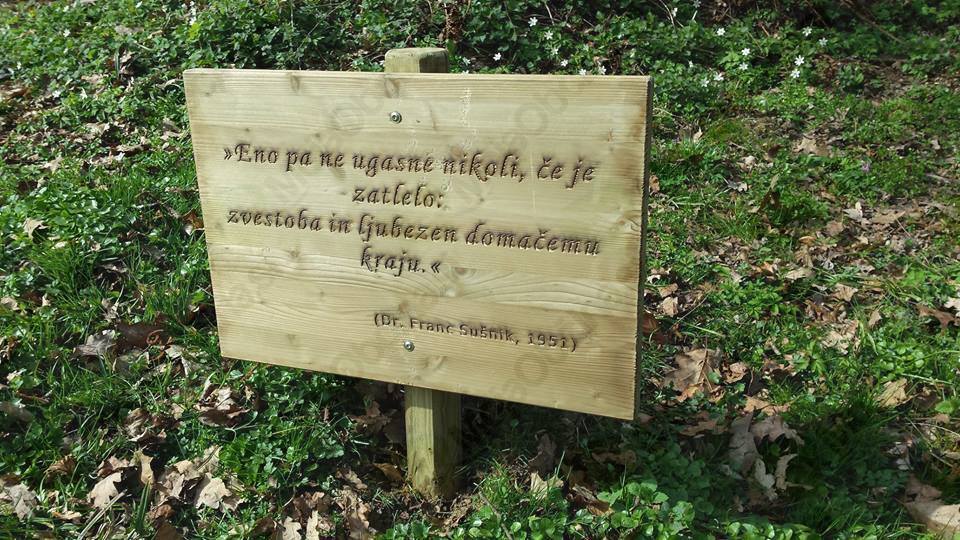 »Eno pa ne ugasne nikoli, če je
zatlelo:
zvestoba in ljubezen domačemu
kraju.«
(Dr. Franc Sušnik, 1951)